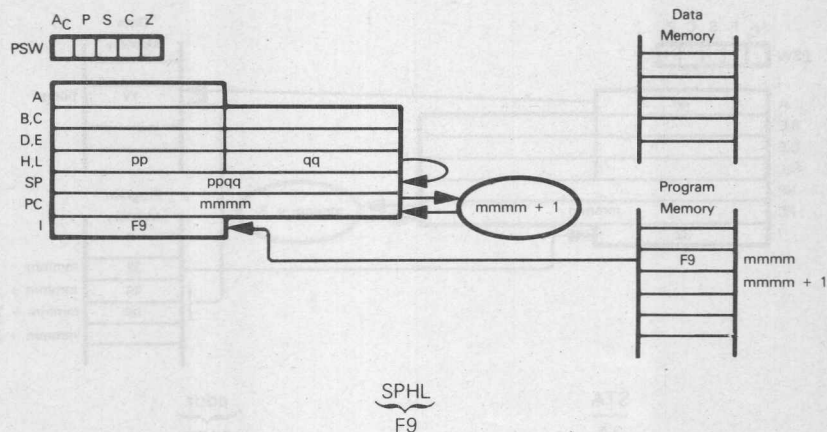 A_C P S C Z
PSW
Data
Memory
A
B,C
D,E
H,L pp qq
SP ppqq
PC mmmm
mmmm + 1
I F9
Program
Memory
F9 mmmm
mmmm + 1
SPHL
F9